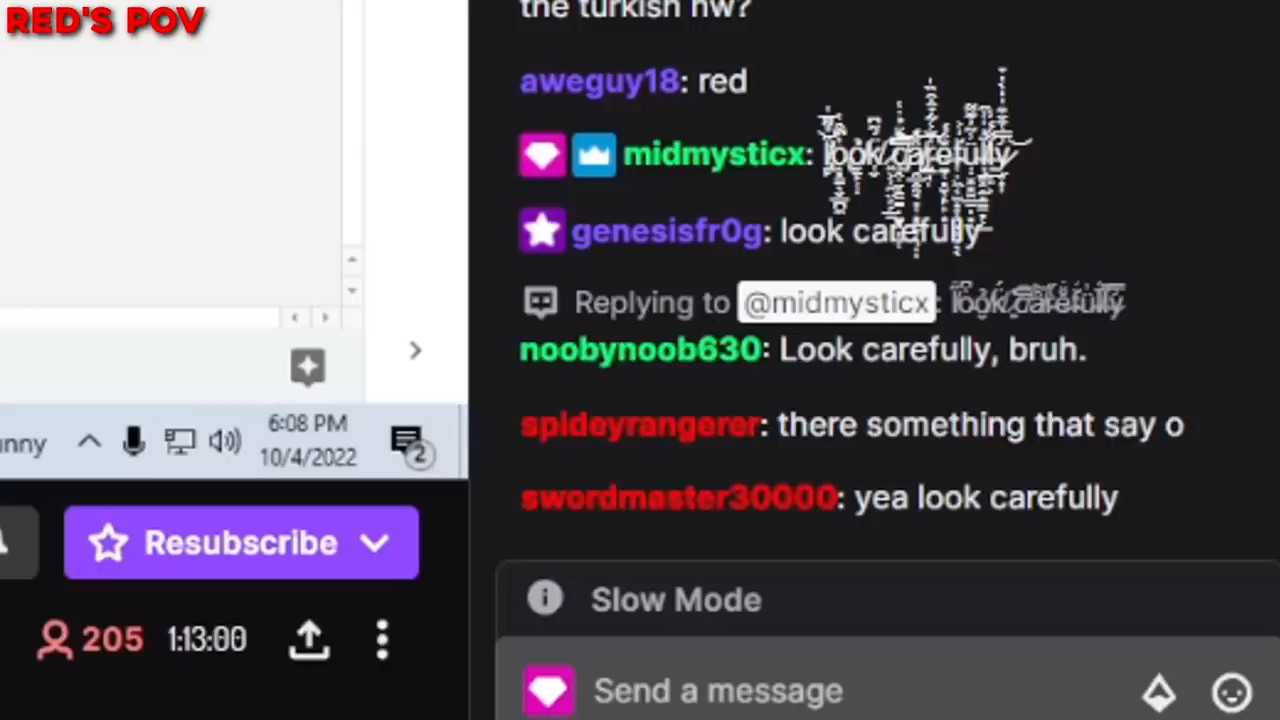 RED'S POV
the turkish hw?
aweguy18: red
midmysticx: look carefully
genesisfr0g: look carefully
Replying to @midmysticx: look carefully
noobynoob630: Look carefully, bruh.
spideyrangerer: there something that say o
swordmaster30000: yea look carefully
unny
6:08 PM
10/4/2022
2
Resubscribe
205 1:13:00
Slow Mode
Send a message